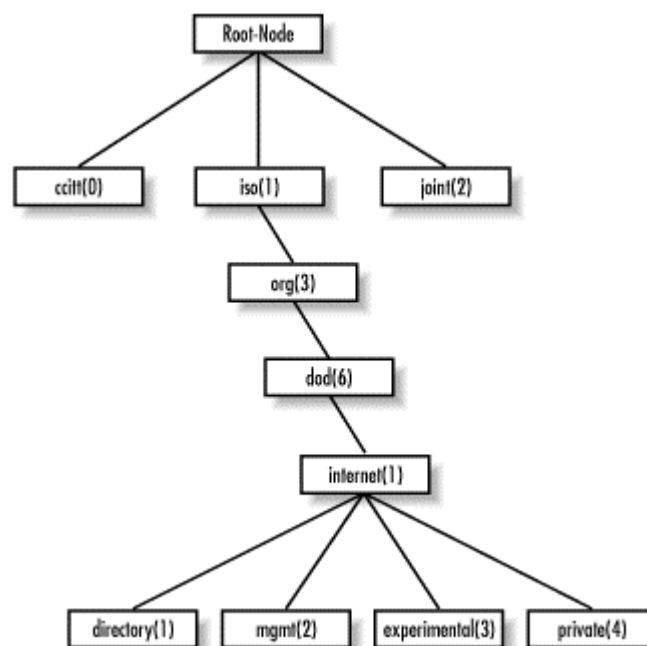 Root-Node
ccitt(0)
iso(1)
joint(2)
org(3)
dod(6)
internet(1)
directory(1)
mgmt(2)
experimental(3)
private(4)